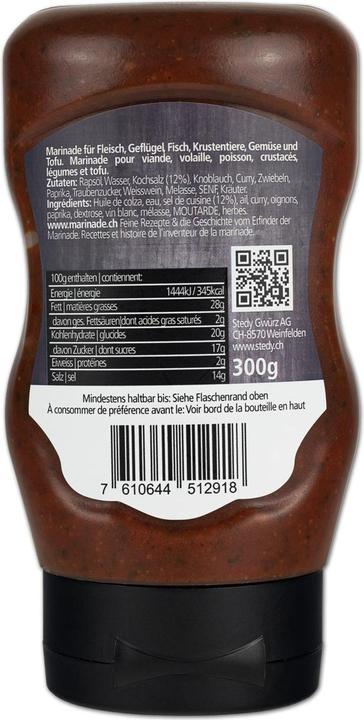 Marinade für Fleisch, Geflügel, Fisch, Krustentiere, Gemüse und
Tofu. Marinade pour viande, volaille, poisson, crustacés,
légumes et tofu.
Zutaten: Rapsöl, Wasser, Kochsalz (12%), Knoblauch, Curry, Zwiebeln,
Paprika, Traubenzucker, Weisswein, Melasse, SENF, Kräuter.
Ingrédients: Huile de colza, eau, sel de cuisine (12%), ail, curry, oignons,
paprika, dextrose, vin blanc, mélasse, MOUTARDE, herbes.
www.marinade.ch Feine Rezepte & die Geschichte vom Erfinder der
Marinade. Recettes et histoire de l'inventeur de la marinade.
100g enthalten | contiennent:
Energie | énergie 1444kJ / 345kcal
Fett | matières grasses 28g
davon ges. Fettsäuren|dont acides gras saturés 2g
Kohlenhydrate | glucides 20g
davon Zucker | dont sucres 17g
Eiweiss | protéines 2g
Salz | sel 14g
Stedy Gwürz AG
CH-8570 Weinfelden
www.stedy.ch
300g
Mindestens haltbar bis: Siehe Flaschenrand oben
À consommer de préférence avant le: Voir bord de la bouteille en haut
7 610644 512918